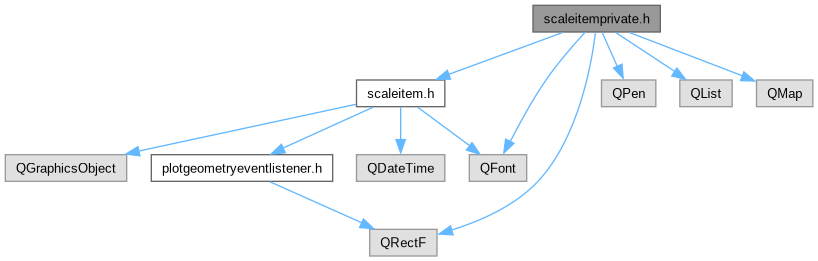 scaleitemprivate.h
scaleitem.h
QPen
QList
QMap
QGraphicsObject
plotgeometryeventlistener.h
QDateTime
QFont
QRectF